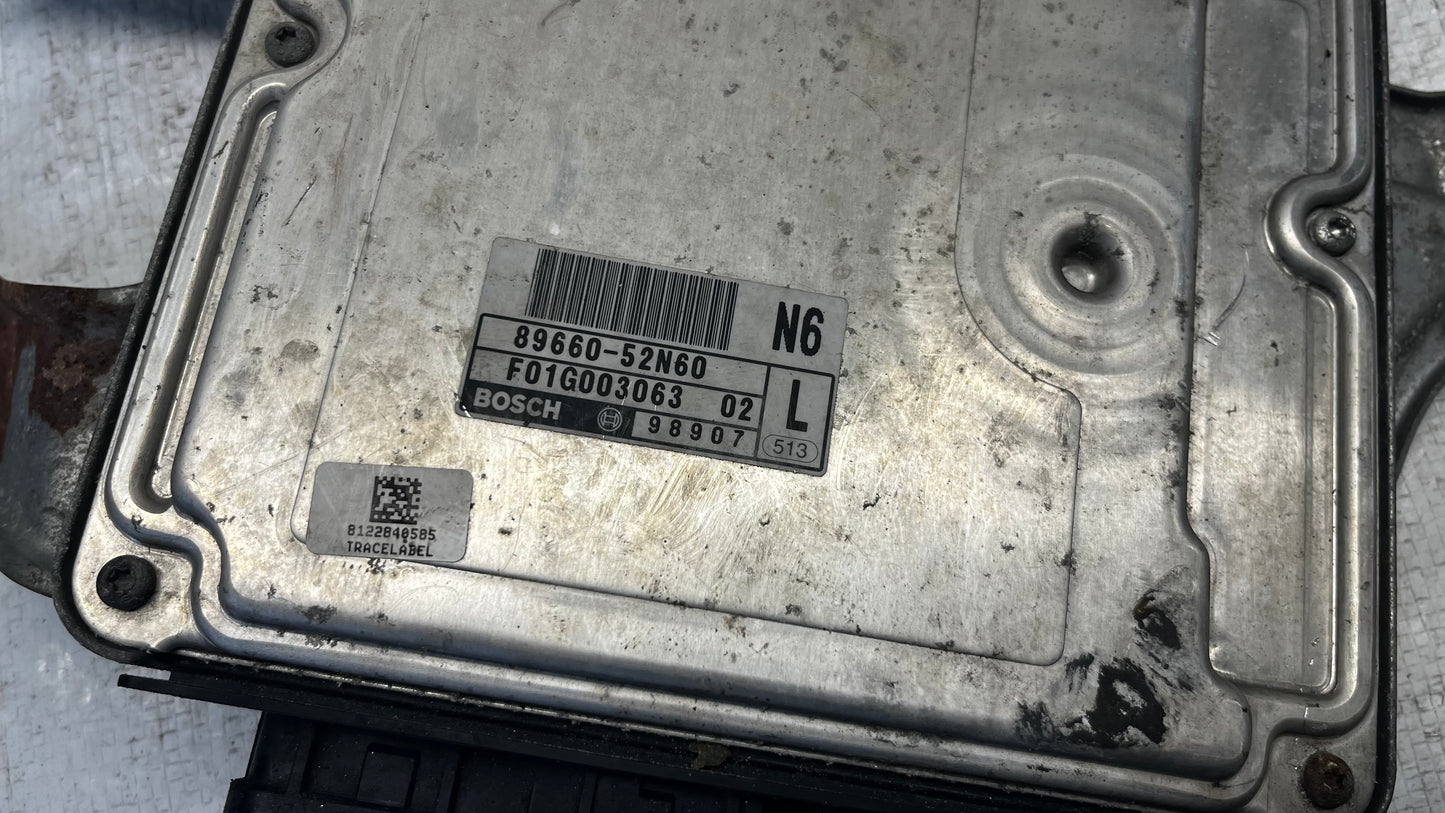 N6
89660-52N60
F01G003063 02
L
BOSCH 98907
513
8122840585
TRACELABEL